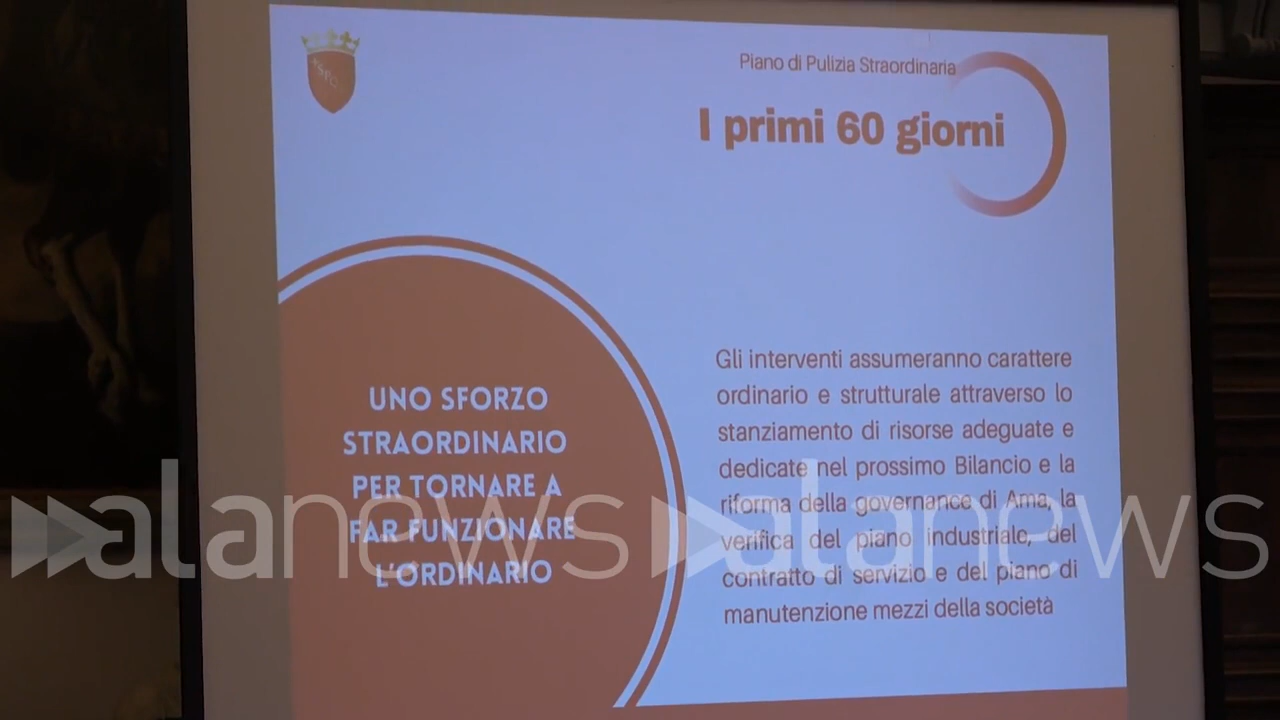 SPQ
Piano di Pulizia Straordinaria
I primi 60 giorni
UNO SFORZO
STRAORDINARIO
PER TORNARE A
FAR FUNZIONARE
L'ORDINARIO
Gli interventi assumeranno carattere
ordinario e strutturale attraverso lo
stanziamento di risorse adeguate e
dedicate nel prossimo Bilancio e la
riforma della governance di Ama, la
verifica del piano industriale, del
contratto di servizio e del piano di
manutenzione mezzi della società
alanews alanews